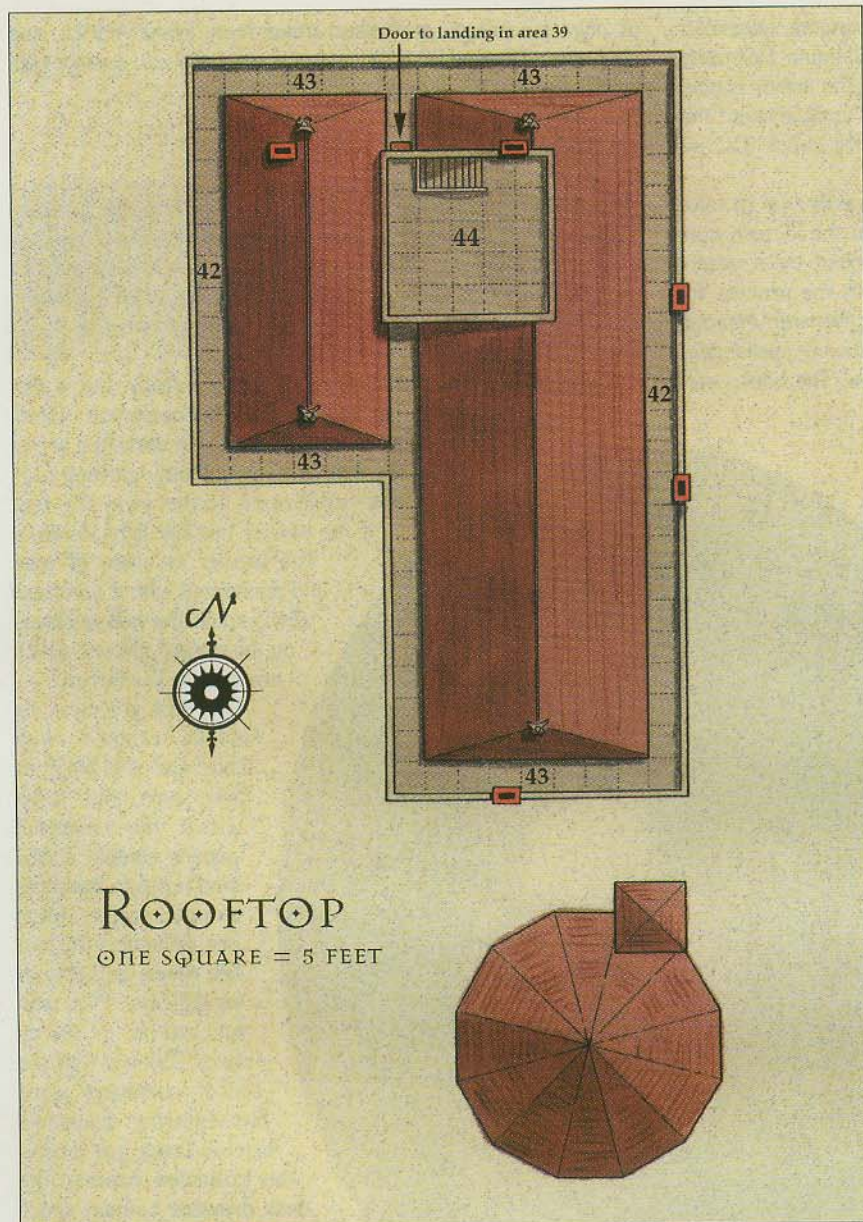 Door to landing in area 39
43
43
44
42
42
43
N
43
ROOFTOP
ONE SQUARE = 5 FEET